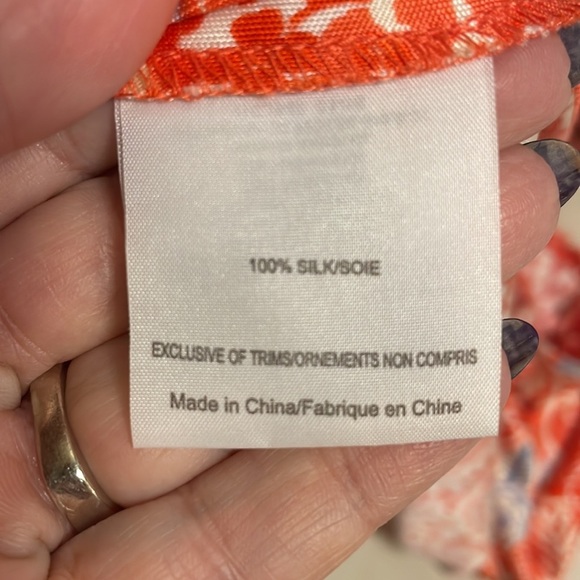 100% SILK/SOIE
EXCLUSIVE OF TRIMS/ORNEMENTS NON COMPRIS
Made in China/Fabrique en Chine